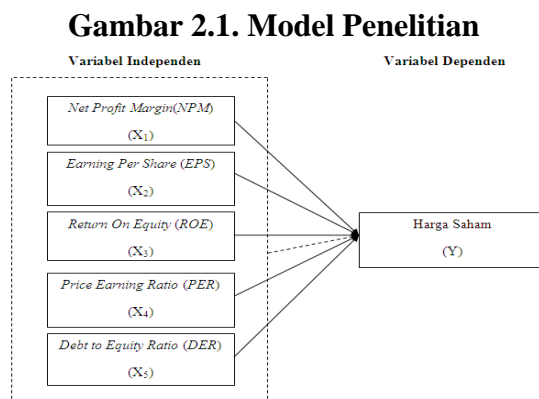 Gambar 2.1. Model Penelitian
Variabel Independen
Variabel Dependen
Net Profit Margin(NPM)
(X₁)
Earning Per Share (EPS)
(X₂)
Return On Equity (ROE)
(X₃)
Price Earning Ratio (PER)
(X₄)
Debt to Equity Ratio (DER)
(X₅)
Harga Saham
(Y)